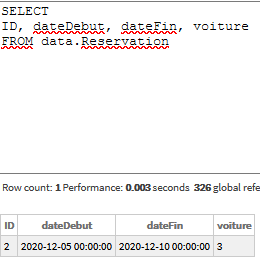 SELECT
ID, dateDebut, dateFin, voiture
FROM data.Reservation
Row count: 1 Performance: 0.003 seconds 326 global refe
ID dateDebut dateFin voiture
2 2020-12-05 00:00:00 2020-12-10 00:00:00 3